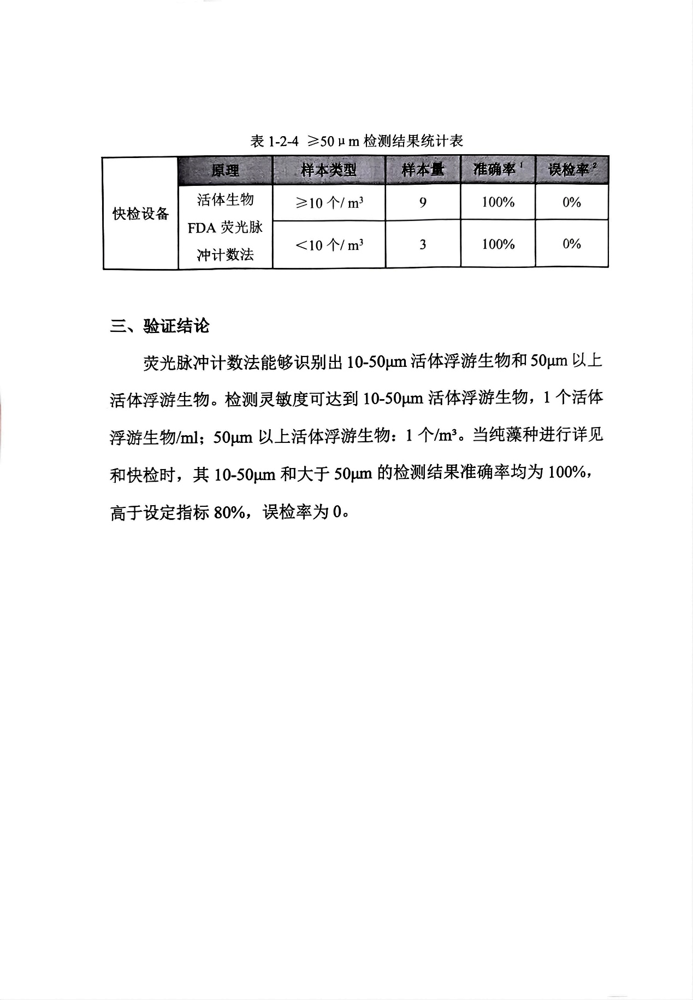 表 1-2-4 ≥50μm 检测结果统计表
原理 样本类型 样本量 准确率¹ 误检率²
快检设备
活体生物
FDA 荧光脉
冲计数法
≥10 个/ m³ 9 100% 0%
<10 个/ m³ 3 100% 0%
三、验证结论
荧光脉冲计数法能够识别出 10-50μm 活体浮游生物和 50μm 以上
活体浮游生物。检测灵敏度可达到 10-50μm 活体浮游生物，1 个活体
浮游生物/ml；50μm 以上活体浮游生物：1 个/m³。当纯藻种进行详见
和快检时，其 10-50μm 和大于 50μm 的检测结果准确率均为 100%，
高于设定指标 80%，误检率为 0。